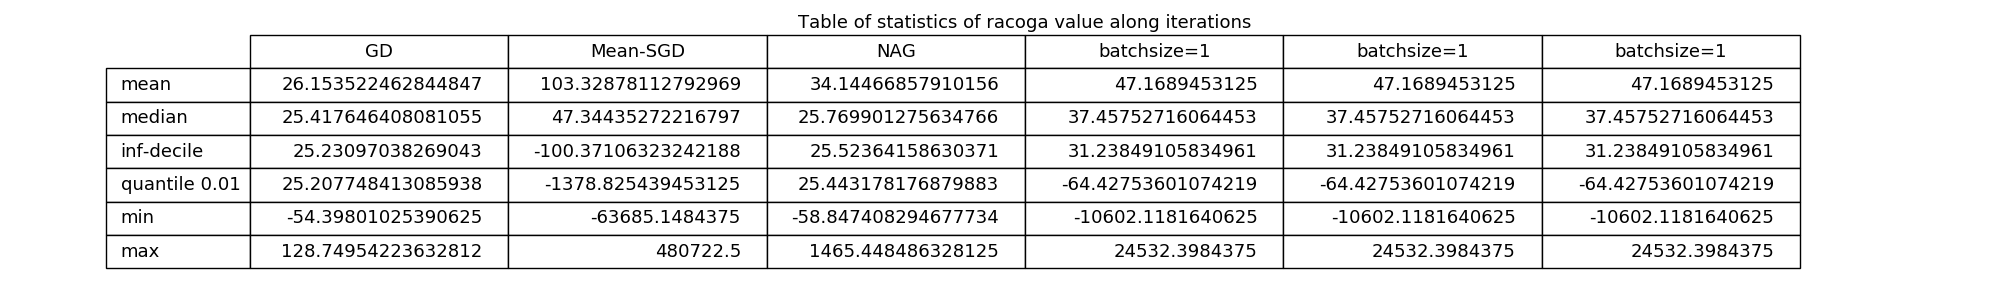 Table of statistics of racoga value along iterations
GD Mean-SGD NAG batchsize=1 batchsize=1 batchsize=1
mean 26.153522462844847 103.32878112792969 34.14466857910156 47.1689453125 47.1689453125 47.1689453125
median 25.417646408081055 47.34435272216797 25.769901275634766 37.45752716064453 37.45752716064453 37.45752716064453
inf-decile 25.23097038269043 -100.37106323242188 25.52364158630371 31.23849105834961 31.23849105834961 31.23849105834961
quantile 0.01 25.207748413085938 -1378.825439453125 25.443178176879883 -64.42753601074219 -64.42753601074219 -64.42753601074219
min -54.39801025390625 -63685.1484375 -58.847408294677734 -10602.1181640625 -10602.1181640625 -10602.1181640625
max 128.74954223632812 480722.5 1465.448486328125 24532.3984375 24532.3984375 24532.3984375